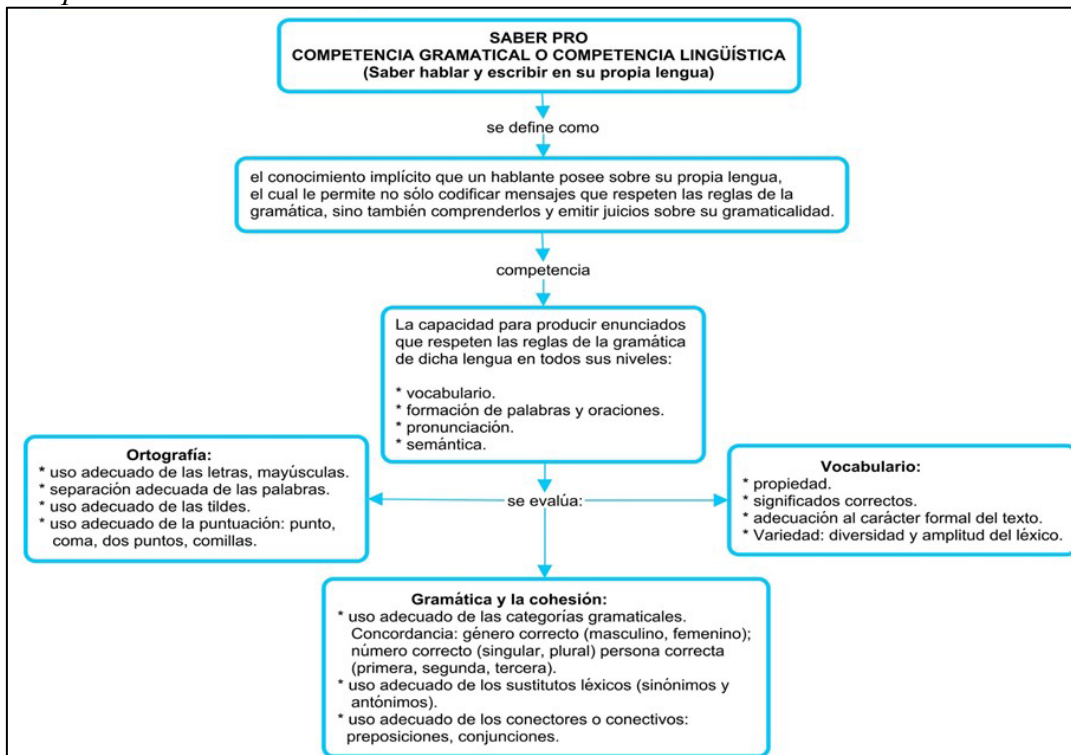 SABER PRO
COMPETENCIA GRAMATICAL O COMPETENCIA LINGÜÍSTICA
(Saber hablar y escribir en su propia lengua)
se define como
el conocimiento implícito que un hablante posee sobre su propia lengua,
el cual le permite no sólo codificar mensajes que respeten las reglas de la
gramática, sino también comprenderlos y emitir juicios sobre su gramaticalidad.
competencia
La capacidad para producir enunciados
que respeten las reglas de la gramática
de dicha lengua en todos sus niveles:
* vocabulario.
* formación de palabras y oraciones.
* pronunciación.
* semántica.
se evalúa:
Ortografía:
* uso adecuado de las letras, mayúsculas.
* separación adecuada de las palabras.
* uso adecuado de las tildes.
* uso adecuado de la puntuación: punto,
coma, dos puntos, comillas.
Vocabulario:
* propiedad.
* significados correctos.
* adecuación al carácter formal del texto.
* Variedad: diversidad y amplitud del léxico.
Gramática y la cohesión:
* uso adecuado de las categorías gramaticales.
Concordancia: género correcto (masculino, femenino);
número correcto (singular, plural) persona correcta
(primera, segunda, tercera).
* uso adecuado de los sustitutos léxicos (sinónimos y
antónimos).
* uso adecuado de los conectores o conectivos:
preposiciones, conjunciones.